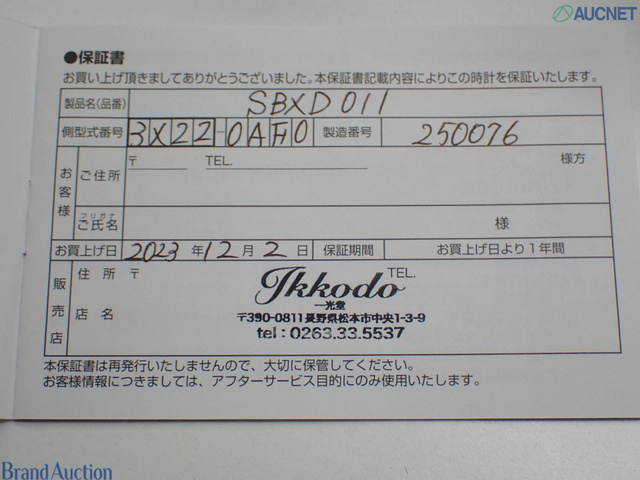 AUCNET
●保証書
お買い上げ頂きましてありがとうございました。本保証書記載内容によりこの時計を保証いたします。
製品名(品番) SBXD011
側型式番号 3X22-0AF0 製造番号 250076
お客様 ご住所 〒 TEL. 様方
フリガナ
ご氏名 様
お買上げ日 2023年12月2日 保証期間 お買上げ日より1年間
販売店 住所 〒 TEL.
Ikkodo
一光堂
店名 〒390-0811長野県松本市中央1-3-9
tel:0263.33.5537
本保証書は再発行いたしませんので、大切に保管してください。
お客様情報につきましては、アフターサービス目的にのみ使用いたします。
Brand Auction